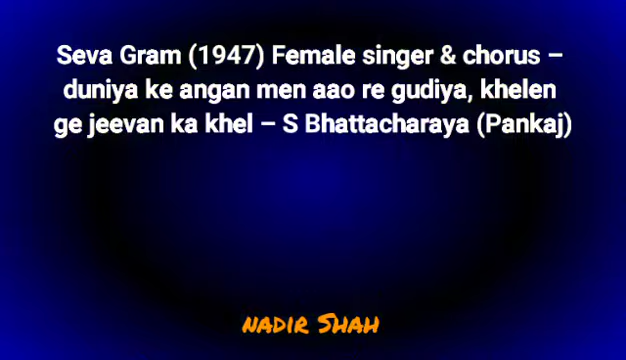 Seva Gram (1947) Female singer & chorus –
duniya ke angan men aao re gudiya, khelen
ge jeevan ka khel – S Bhattacharaya (Pankaj)
NADIR SHAH